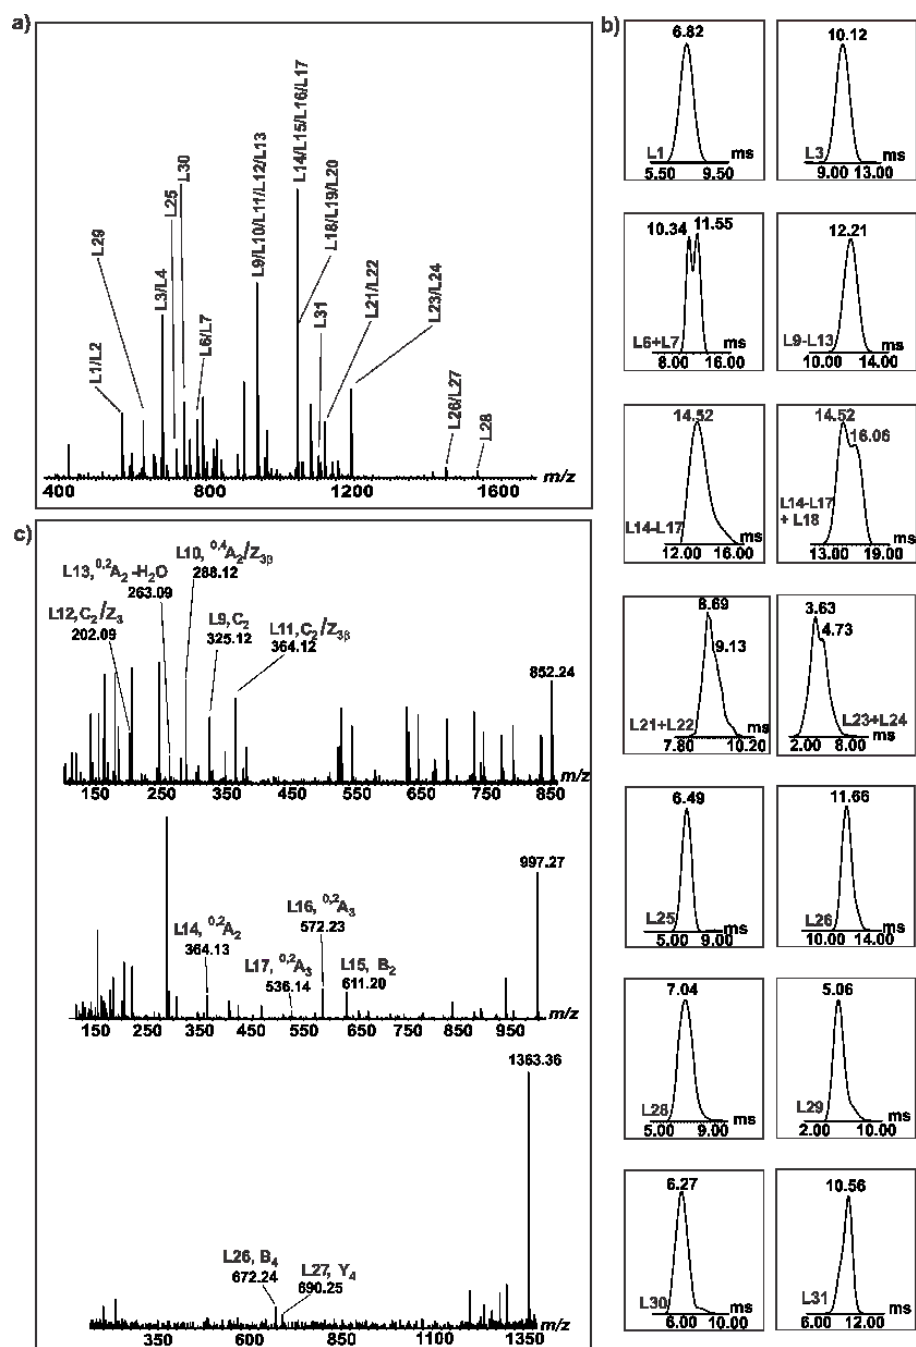 a)
L1/L2
L29
L3/L4
L25
L30
L6/L7
L9/L10/L11/L12/L13
L14/L15/L16/L17
L18/L19/L20
L31
L21/L22
L23/L24
L26/L27
L28
m/z
400 800 1200 1600
b)
6.82
L1
ms
5.50 9.50
10.12
L3
ms
9.00 13.00
10.34 11.55
L6+L7
ms
8.00 16.00
12.21
L9-L13
ms
10.00 14.00
14.52
L14-L17
ms
12.00 16.00
14.52
16.06
L14-L17
+ L18
ms
13.00 19.00
8.69
9.13
L21+L22
ms
7.80 10.20
3.63
4.73
L23+L24
ms
2.00 8.00
6.49
L25
ms
5.00 9.00
11.66
L26
ms
10.00 14.00
7.04
L28
ms
5.00 9.00
5.06
L29
ms
2.00 10.00
6.27
L30
ms
6.00 10.00
10.56
L31
ms
6.00 12.00
c)
L10, 0,4A2/Z3β
288.12
L13, 0,2A2-H2O
263.09
L12, C2/Z3
202.09
L9, C2
325.12
L11, C2/Z3β
364.12
852.24
m/z
150 250 350 450 550 650 750 850
997.27
L16, 0,2A3
572.23
L14, 0,2A2
364.13
L17, 0,2A3
536.14
L15, B2
611.20
m/z
150 250 350 450 550 650 750 850 950
1363.36
L26, B4
672.24
L27, Y4
690.25
m/z
350 600 850 1100 1350